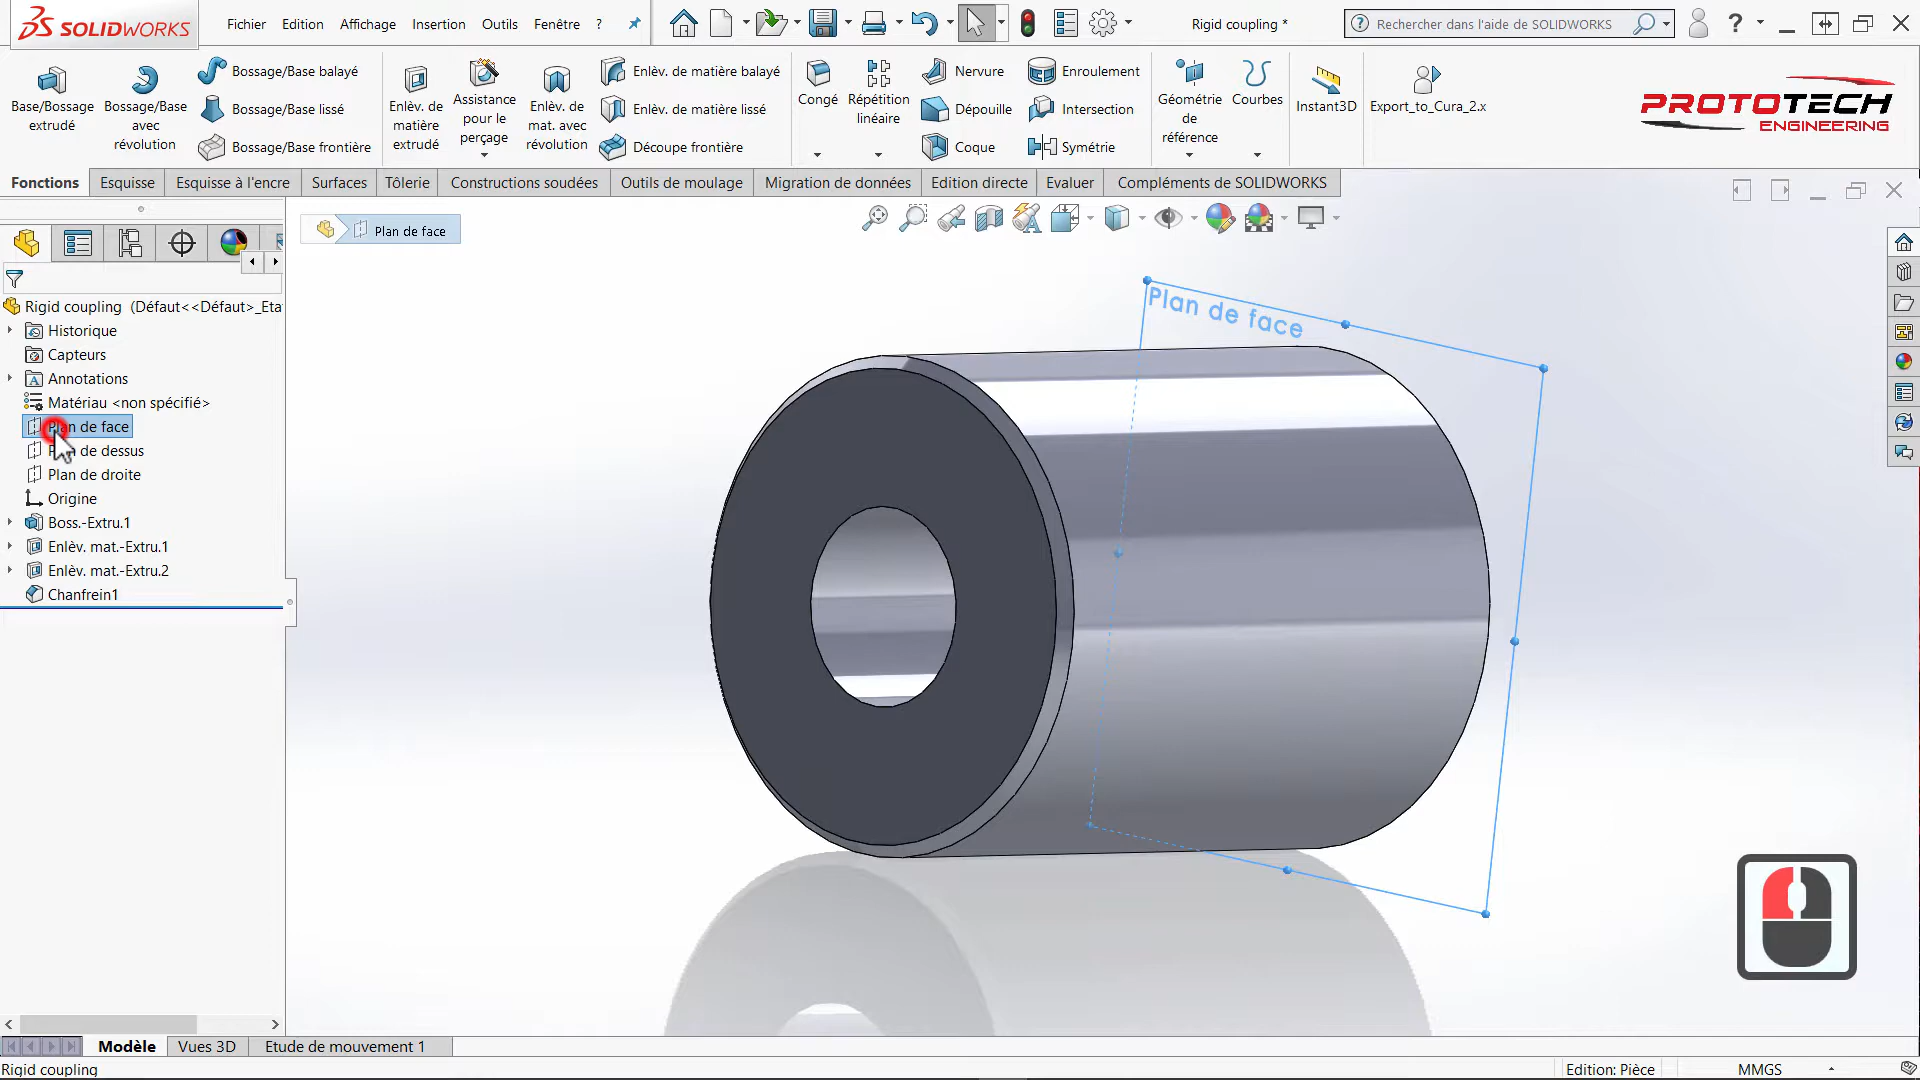 SOLIDWORKS
Fichier Edition Affichage Insertion Outils Fenêtre ?
Rigid coupling *
Rechercher dans l'aide de SOLIDWORKS
?
Base/Bossage extrudé
Bossage/Base avec révolution
Bossage/Base balayé
Bossage/Base lissé
Bossage/Base frontière
Enlèv. de matière extrudé
Assistance pour le perçage
Enlèv. de mat. avec révolution
Enlèv. de matière balayé
Enlèv. de matière lissé
Découpe frontière
Congé
Répétition linéaire
Nervure
Dépouille
Coque
Enroulement
Intersection
Symétrie
Géométrie de référence
Courbes
Instant3D
Export_to_Cura_2.x
PROTOTECH
ENGINEERING
Fonctions Esquisse Esquisse à l'encre Surfaces Tôlerie Constructions soudées Outils de moulage Migration de données Edition directe Evaluer Compléments de SOLIDWORKS
Plan de face
Rigid coupling (Défaut<<Défaut>_Eta
Historique
Capteurs
Annotations
Matériau <non spécifié>
Plan de face
de dessus
Plan de droite
Origine
Boss.-Extru.1
Enlèv. mat.-Extru.1
Enlèv. mat.-Extru.2
Chanfrein1
Plan de face
Modèle Vues 3D Etude de mouvement 1
Rigid coupling
Edition: Pièce
MMGS